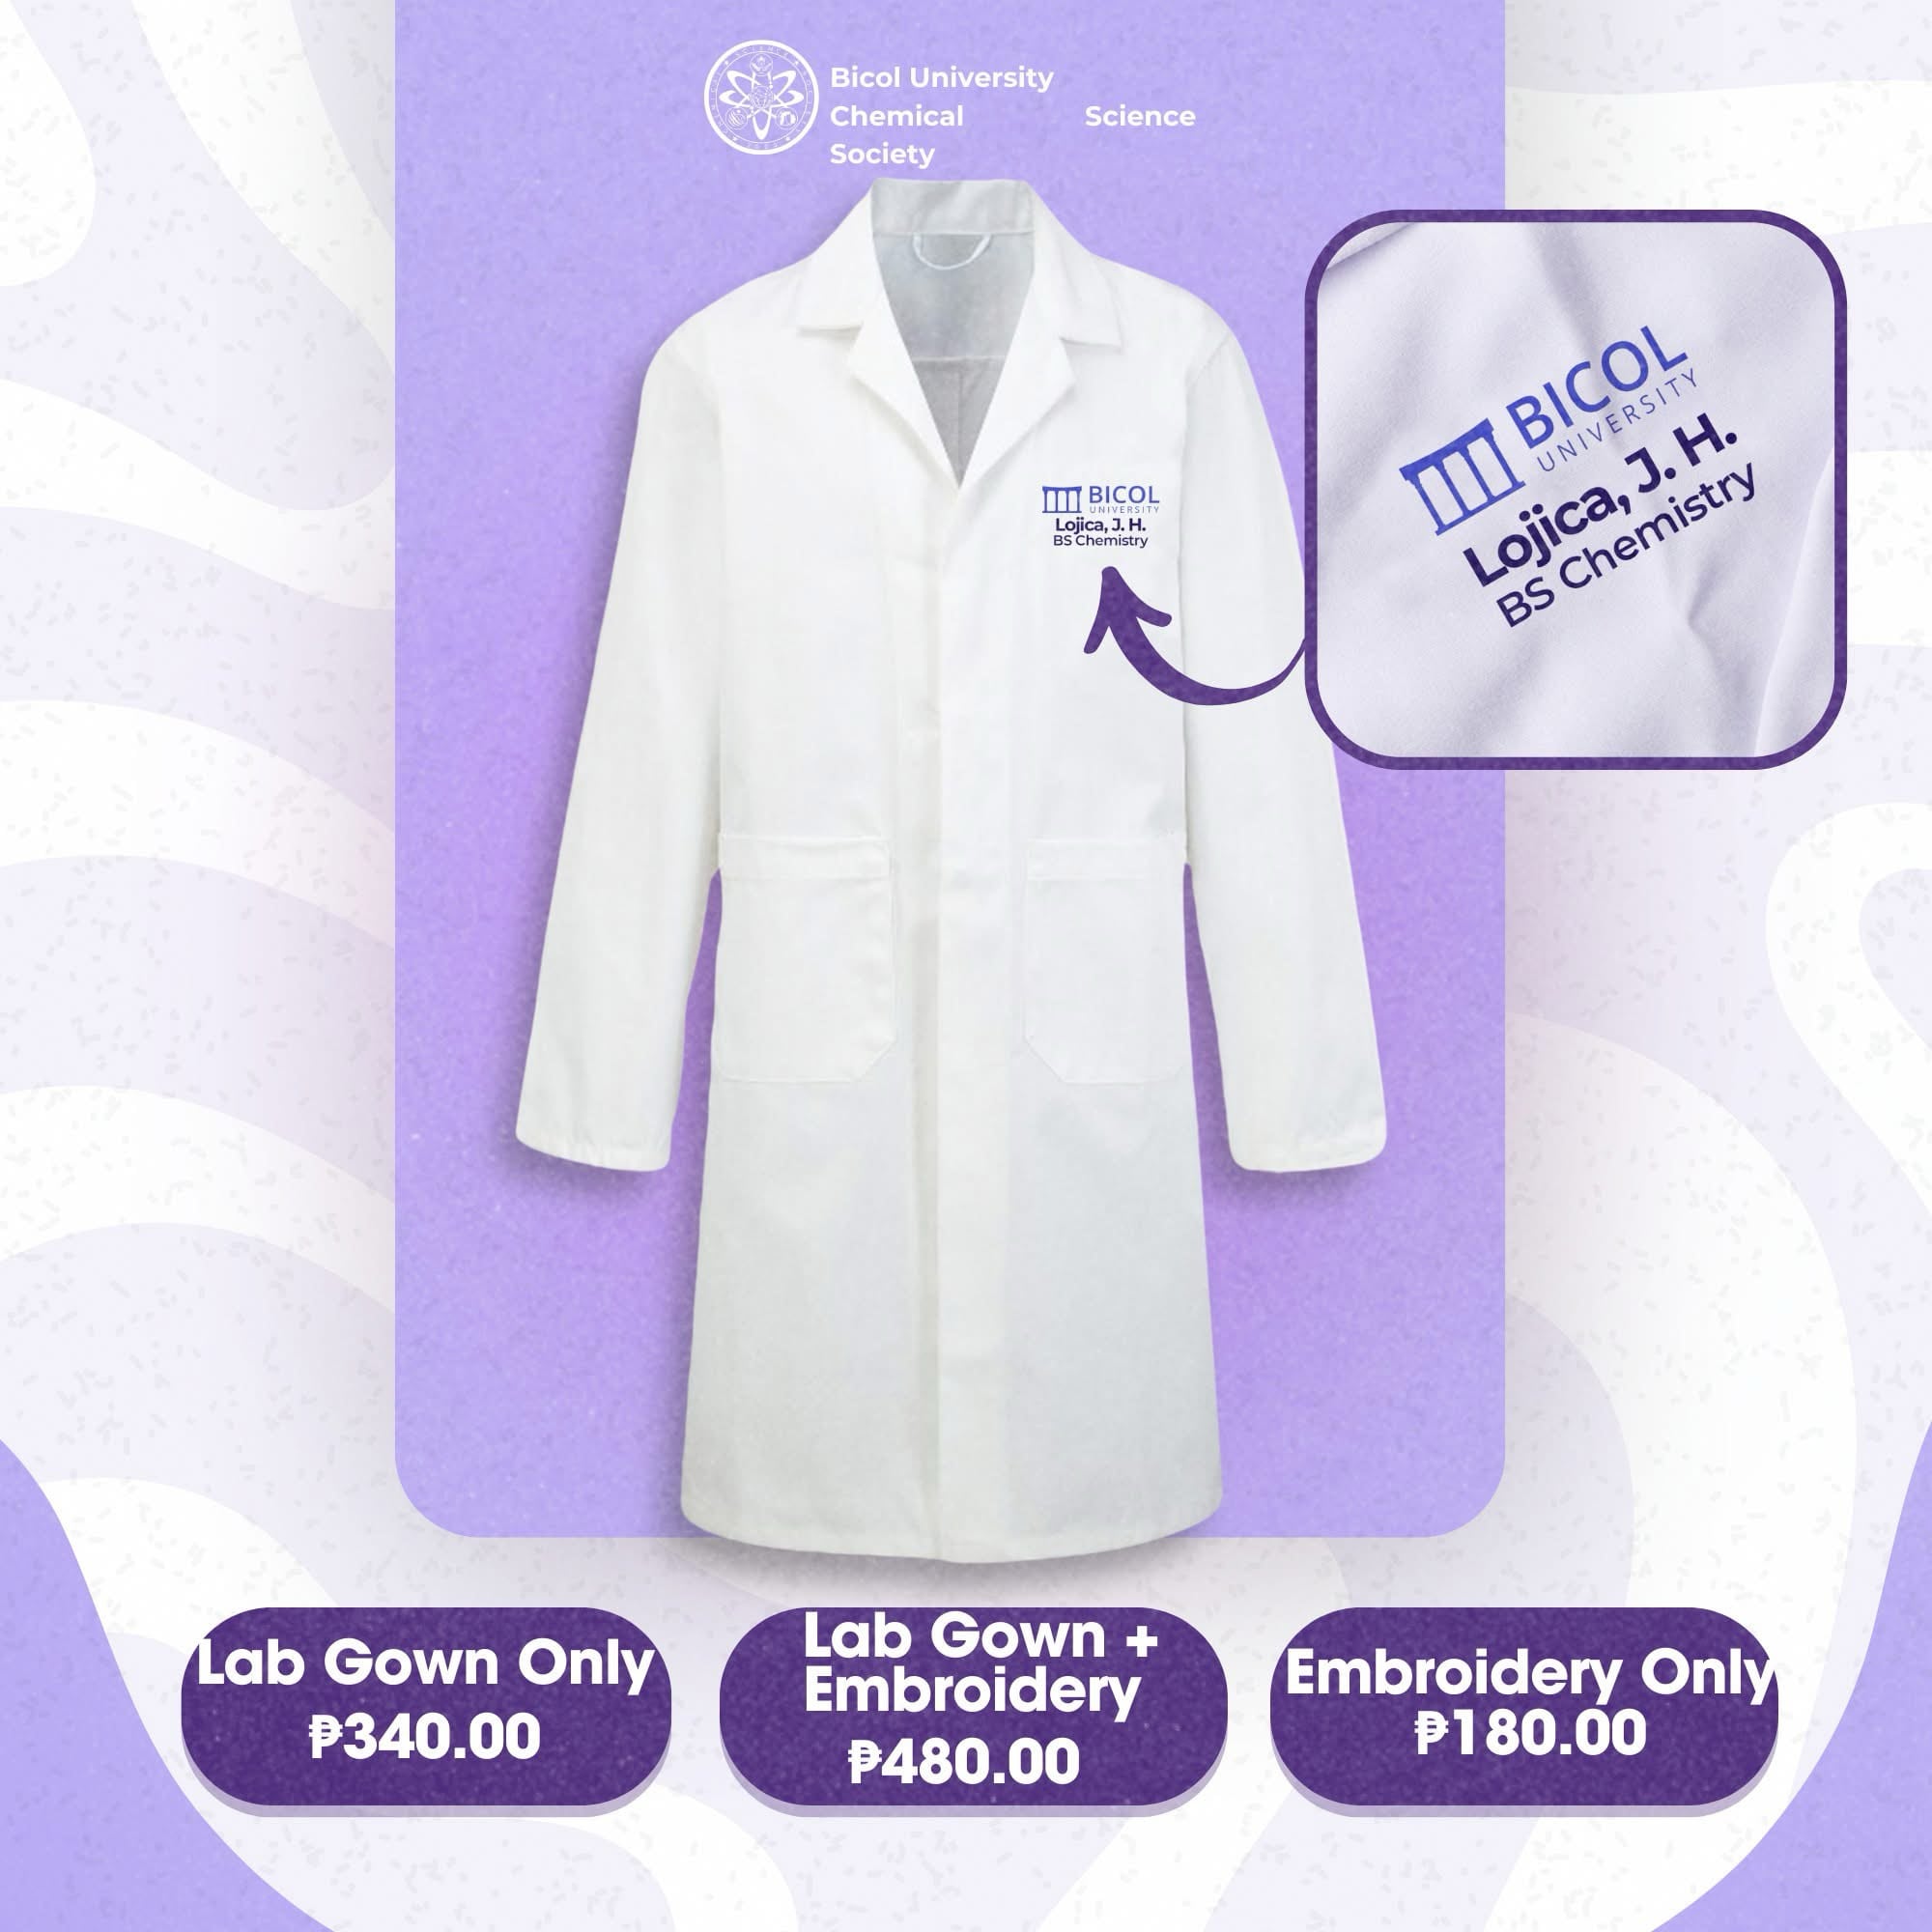 Bicol University
Chemical Science
Society
BICOL
UNIVERSITY
Lojica, J. H.
BS Chemistry
BICOL
UNIVERSITY
Lojica, J. H.
BS Chemistry
Lab Gown Only
₱340.00
Lab Gown +
Embroidery
₱480.00
Embroidery Only
₱180.00